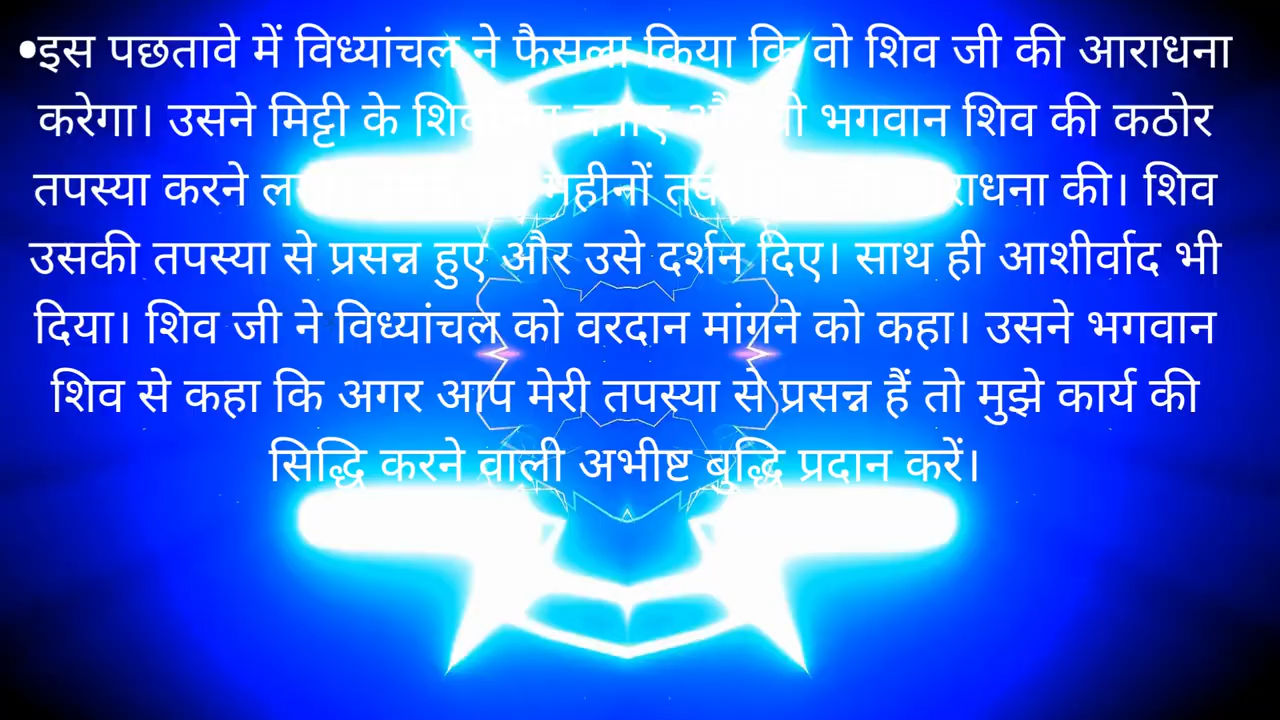 •इस पछतावे में विध्यांचल ने फैसला किया कि वो शिव जी की आराधना
करेगा। उसने मिट्टी के भगवान शिव की कठोर
तपस्या करने महीनों की। शिव
उसकी तपस्या से प्रसन्न हुए और उसे दर्शन दिए। साथ ही आशीर्वाद भी
दिया। शिव जी ने विध्यांचल को वरदान मांगने को कहा। उसने भगवान
शिव से कहा कि अगर आप मेरी तपस्या से प्रसन्न हैं तो मुझे कार्य की
सिद्धि करने वाली अभीष्ट बुद्धि प्रदान करें।